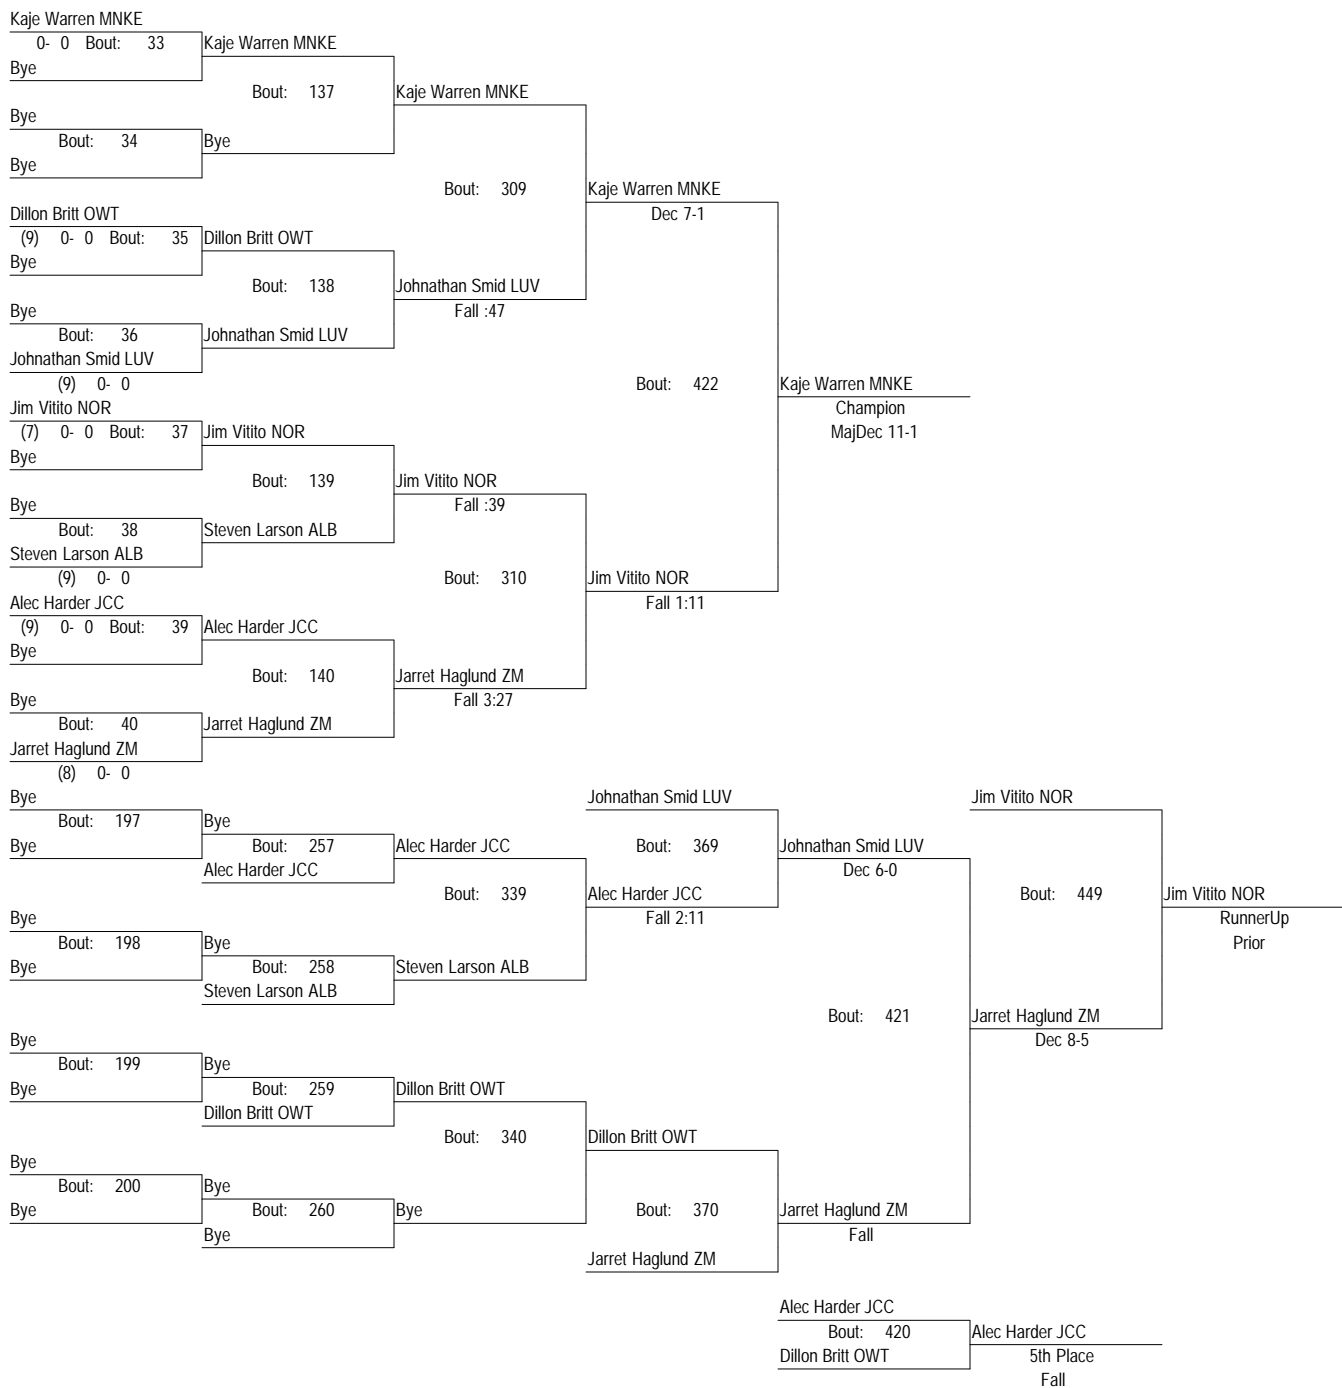 Kaje Warren MNKE
0- 0 Bout: 33 Kaje Warren MNKE
Bye
Bout: 137 Kaje Warren MNKE
Bye
Bout: 34 Bye
Bye
Bout: 309 Kaje Warren MNKE
Dillon Britt OWT Dec 7-1
(9) 0- 0 Bout: 35 Dillon Britt OWT
Bye
Bout: 138 Johnathan Smid LUV
Bye Fall :47
Bout: 36 Johnathan Smid LUV
Johnathan Smid LUV
(9) 0- 0 Bout: 422 Kaje Warren MNKE
Jim Vitito NOR Champion
(7) 0- 0 Bout: 37 Jim Vitito NOR MajDec 11-1
Bye
Bout: 139 Jim Vitito NOR
Bye Fall :39
Bout: 38 Steven Larson ALB
Steven Larson ALB
(9) 0- 0 Bout: 310 Jim Vitito NOR
Alec Harder JCC Fall 1:11
(9) 0- 0 Bout: 39 Alec Harder JCC
Bye
Bout: 140 Jarret Haglund ZM
Bye Fall 3:27
Bout: 40 Jarret Haglund ZM
Jarret Haglund ZM
(8) 0- 0
Bye Johnathan Smid LUV Jim Vitito NOR
Bout: 197 Bye
Bye Bout: 257 Alec Harder JCC Bout: 369 Johnathan Smid LUV
Alec Harder JCC Dec 6-0
Bout: 339 Alec Harder JCC Bout: 449 Jim Vitito NOR
Bye Fall 2:11 RunnerUp
Bout: 198 Bye Prior
Bye Bout: 258 Steven Larson ALB
Steven Larson ALB
Bout: 421 Jarret Haglund ZM
Bye Dec 8-5
Bout: 199 Bye
Bye Bout: 259 Dillon Britt OWT
Dillon Britt OWT
Bout: 340 Dillon Britt OWT
Bye
Bout: 200 Bye
Bye Bout: 260 Bye Bout: 370 Jarret Haglund ZM
Bye Fall
Jarret Haglund ZM
Alec Harder JCC
Bout: 420 Alec Harder JCC
Dillon Britt OWT 5th Place
Fall